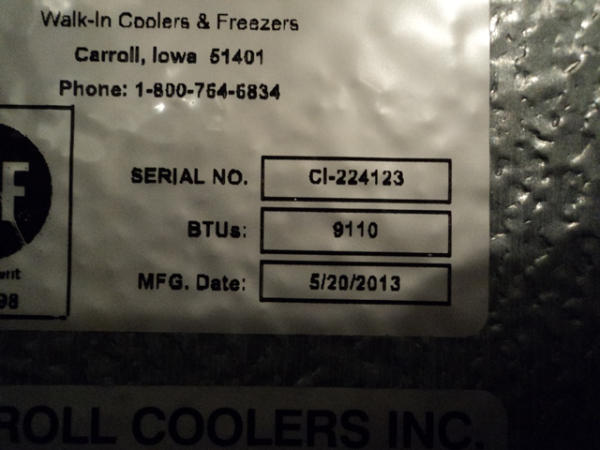 Walk-In Coolers & Freezers
Carroll, Iowa 51401
Phone: 1-800-764-6834
F
SERIAL NO. CI-224123
BTUs: 9110
MFG. Date: 5/20/2013
98
ROLL COOLERS INC.